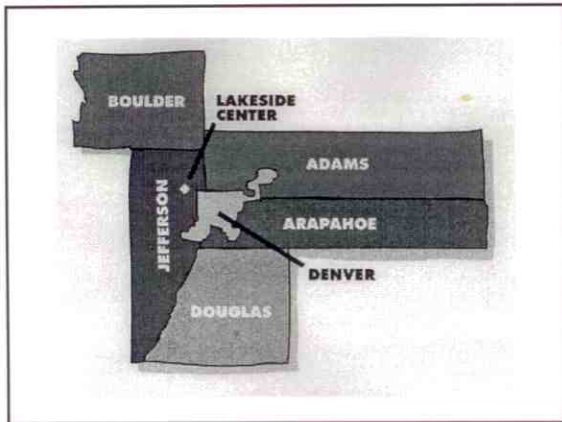 BOULDER
LAKESIDE
CENTER
ADAMS
JEFFERSON
ARAPAHOE
DENVER
DOUGLAS